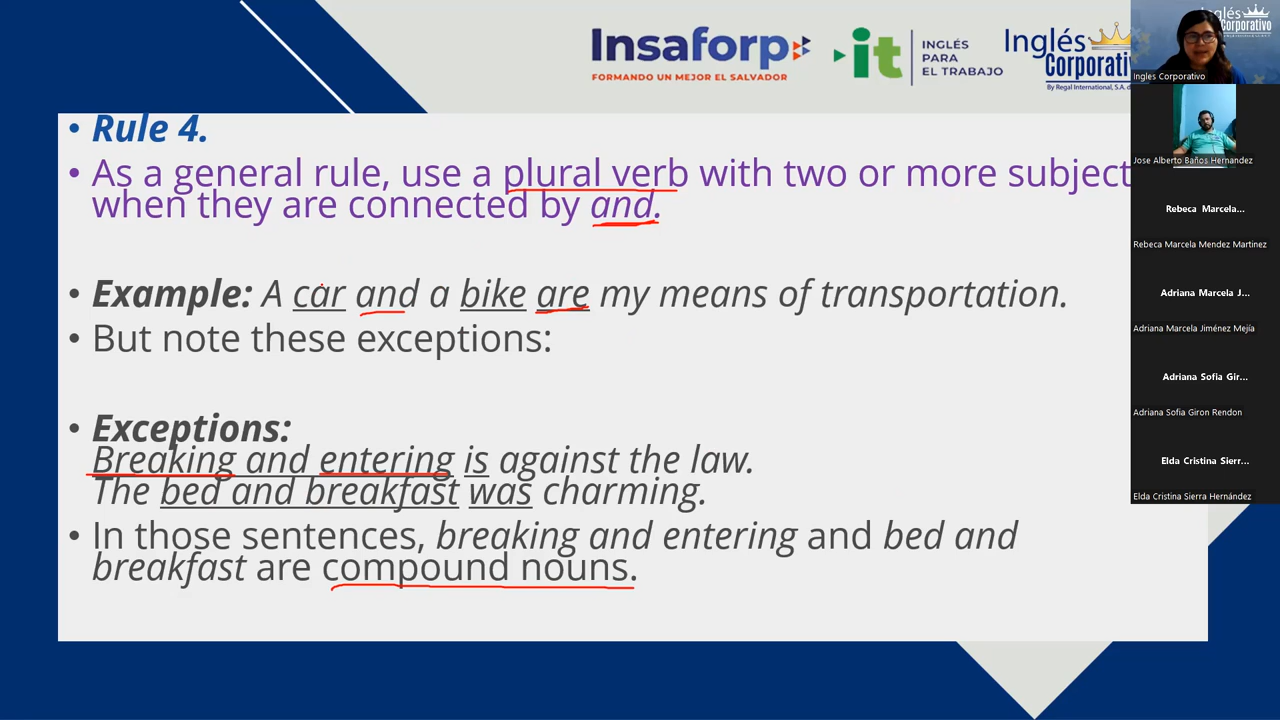 Insaforp
FORMANDO UN MEJOR EL SALVADOR
it
INGLÉS
PARA
EL TRABAJO
Inglés
Corporativ
By Regal International, S.A. d
• Rule 4.
• As a general rule, use a plural verb with two or more subject
when they are connected by and.
• Example: A car and a bike are my means of transportation.
• But note these exceptions:
• Exceptions:
Breaking and entering is against the law.
The bed and breakfast was charming.
• In those sentences, breaking and entering and bed and
breakfast are compound nouns.
Inglés
Corporativo
Ingles Corporativo
Jose Alberto Baños Hernandez
Rebeca Marcela...
Rebeca Marcela Mendez Martinez
Adriana Marcela J...
Adriana Marcela Jiménez Mejía
Adriana Sofia Gir...
Adriana Sofia Giron Rendon
Elda Cristina Sierr...
Elda Cristina Sierra Hernández